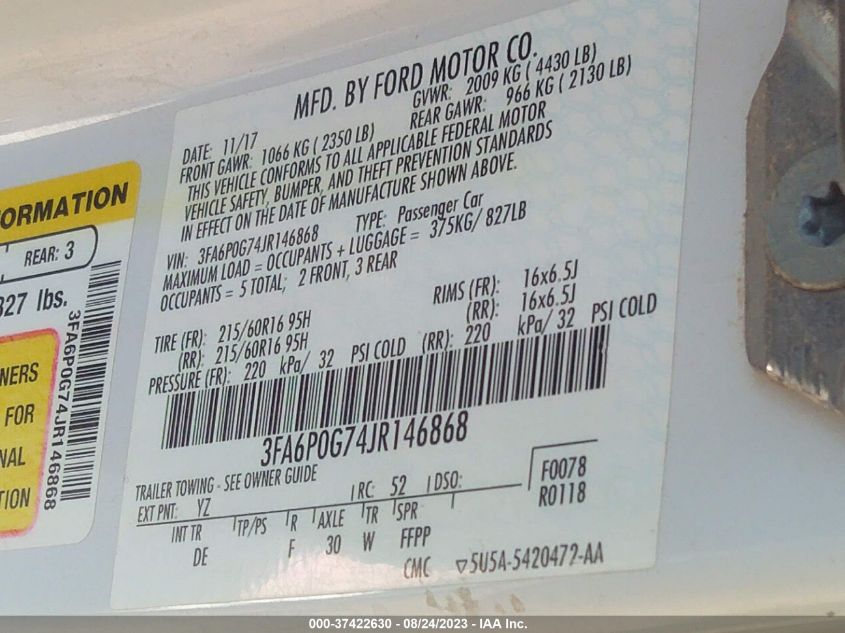 MFD. BY FORD MOTOR CO.
DATE: 11/17 GVWR: 2009 KG ( 4430 LB)
FRONT GAWR: 1066 KG ( 2350 LB) REAR GAWR: 966 KG ( 2130 LB)
THIS VEHICLE CONFORMS TO ALL APPLICABLE FEDERAL MOTOR
VEHICLE SAFETY, BUMPER, AND THEFT PREVENTION STANDARDS
IN EFFECT ON THE DATE OF MANUFACTURE SHOWN ABOVE.
VIN: 3FA6P0G74JR146868 TYPE: Passenger Car
MAXIMUM LOAD = OCCUPANTS + LUGGAGE = 375KG/ 827LB
OCCUPANTS = 5 TOTAL; 2 FRONT, 3 REAR
TIRE (FR): 215/60R16 95H RIMS (FR): 16x6.5J
(RR): 215/60R16 95H (RR): 16x6.5J
PRESSURE (FR): 220 kPa/ 32 PSI COLD (RR): 220 kPa/ 32 PSI COLD
3FA6P0G74JR146868
TRAILER TOWING - SEE OWNER GUIDE
EXT PNT: YZ RC: 52 DSO: F0078
R0118
INT TR TP/PS R AXLE TR SPR
DE F 30 W FFPP
CMC ▽5U5A-5420472-AA
ORMATION
REAR: 3
827 lbs.
3FA6P0G74JR146868
NERS
FOR
NAL
TION
000-37422630 - 08/24/2023 - IAA Inc.